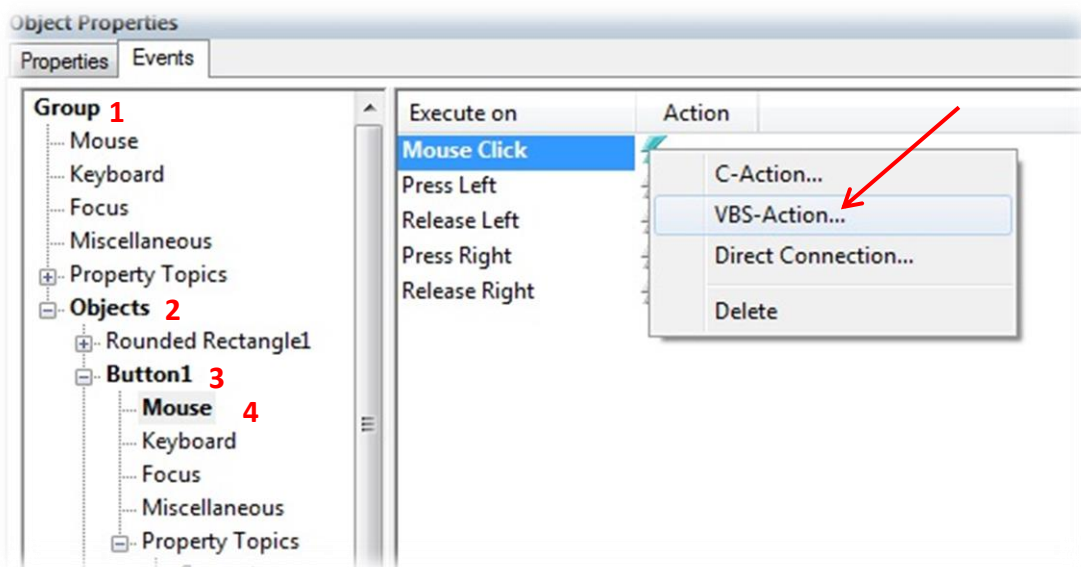 Object Properties
Properties Events
Group 1
Mouse
Keyboard
Focus
Miscellaneous
Property Topics
Objects 2
Rounded Rectangle1
Button1 3
Mouse 4
Keyboard
Focus
Miscellaneous
Property Topics
Execute on Action
Mouse Click
Press Left
Release Left
Press Right
Release Right
C-Action...
VBS-Action...
Direct Connection...
Delete